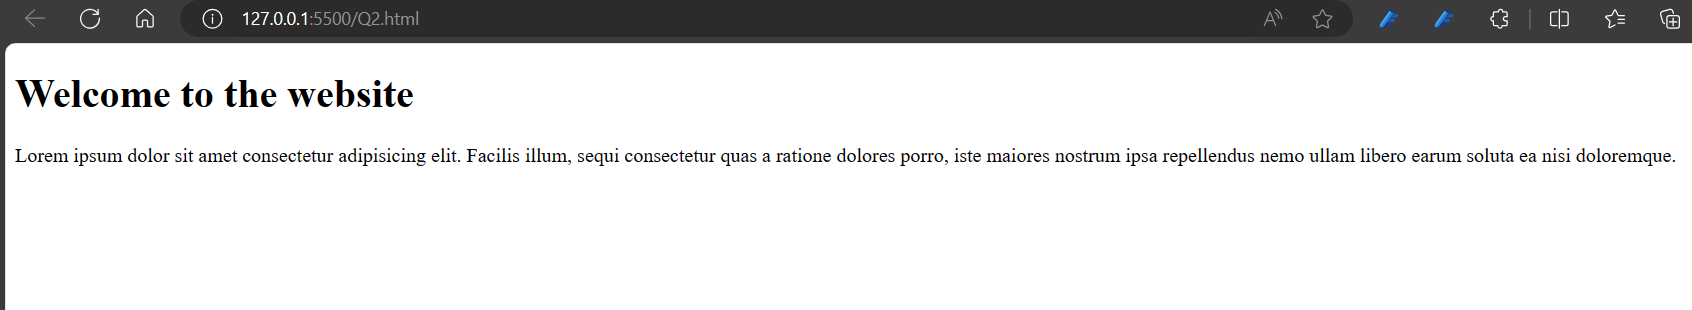 127.0.0.1:5500/Q2.html
Welcome to the website
Lorem ipsum dolor sit amet consectetur adipisicing elit. Facilis illum, sequi consectetur quas a ratione dolores porro, iste maiores nostrum ipsa repellendus nemo ullam libero earum soluta ea nisi doloremque.